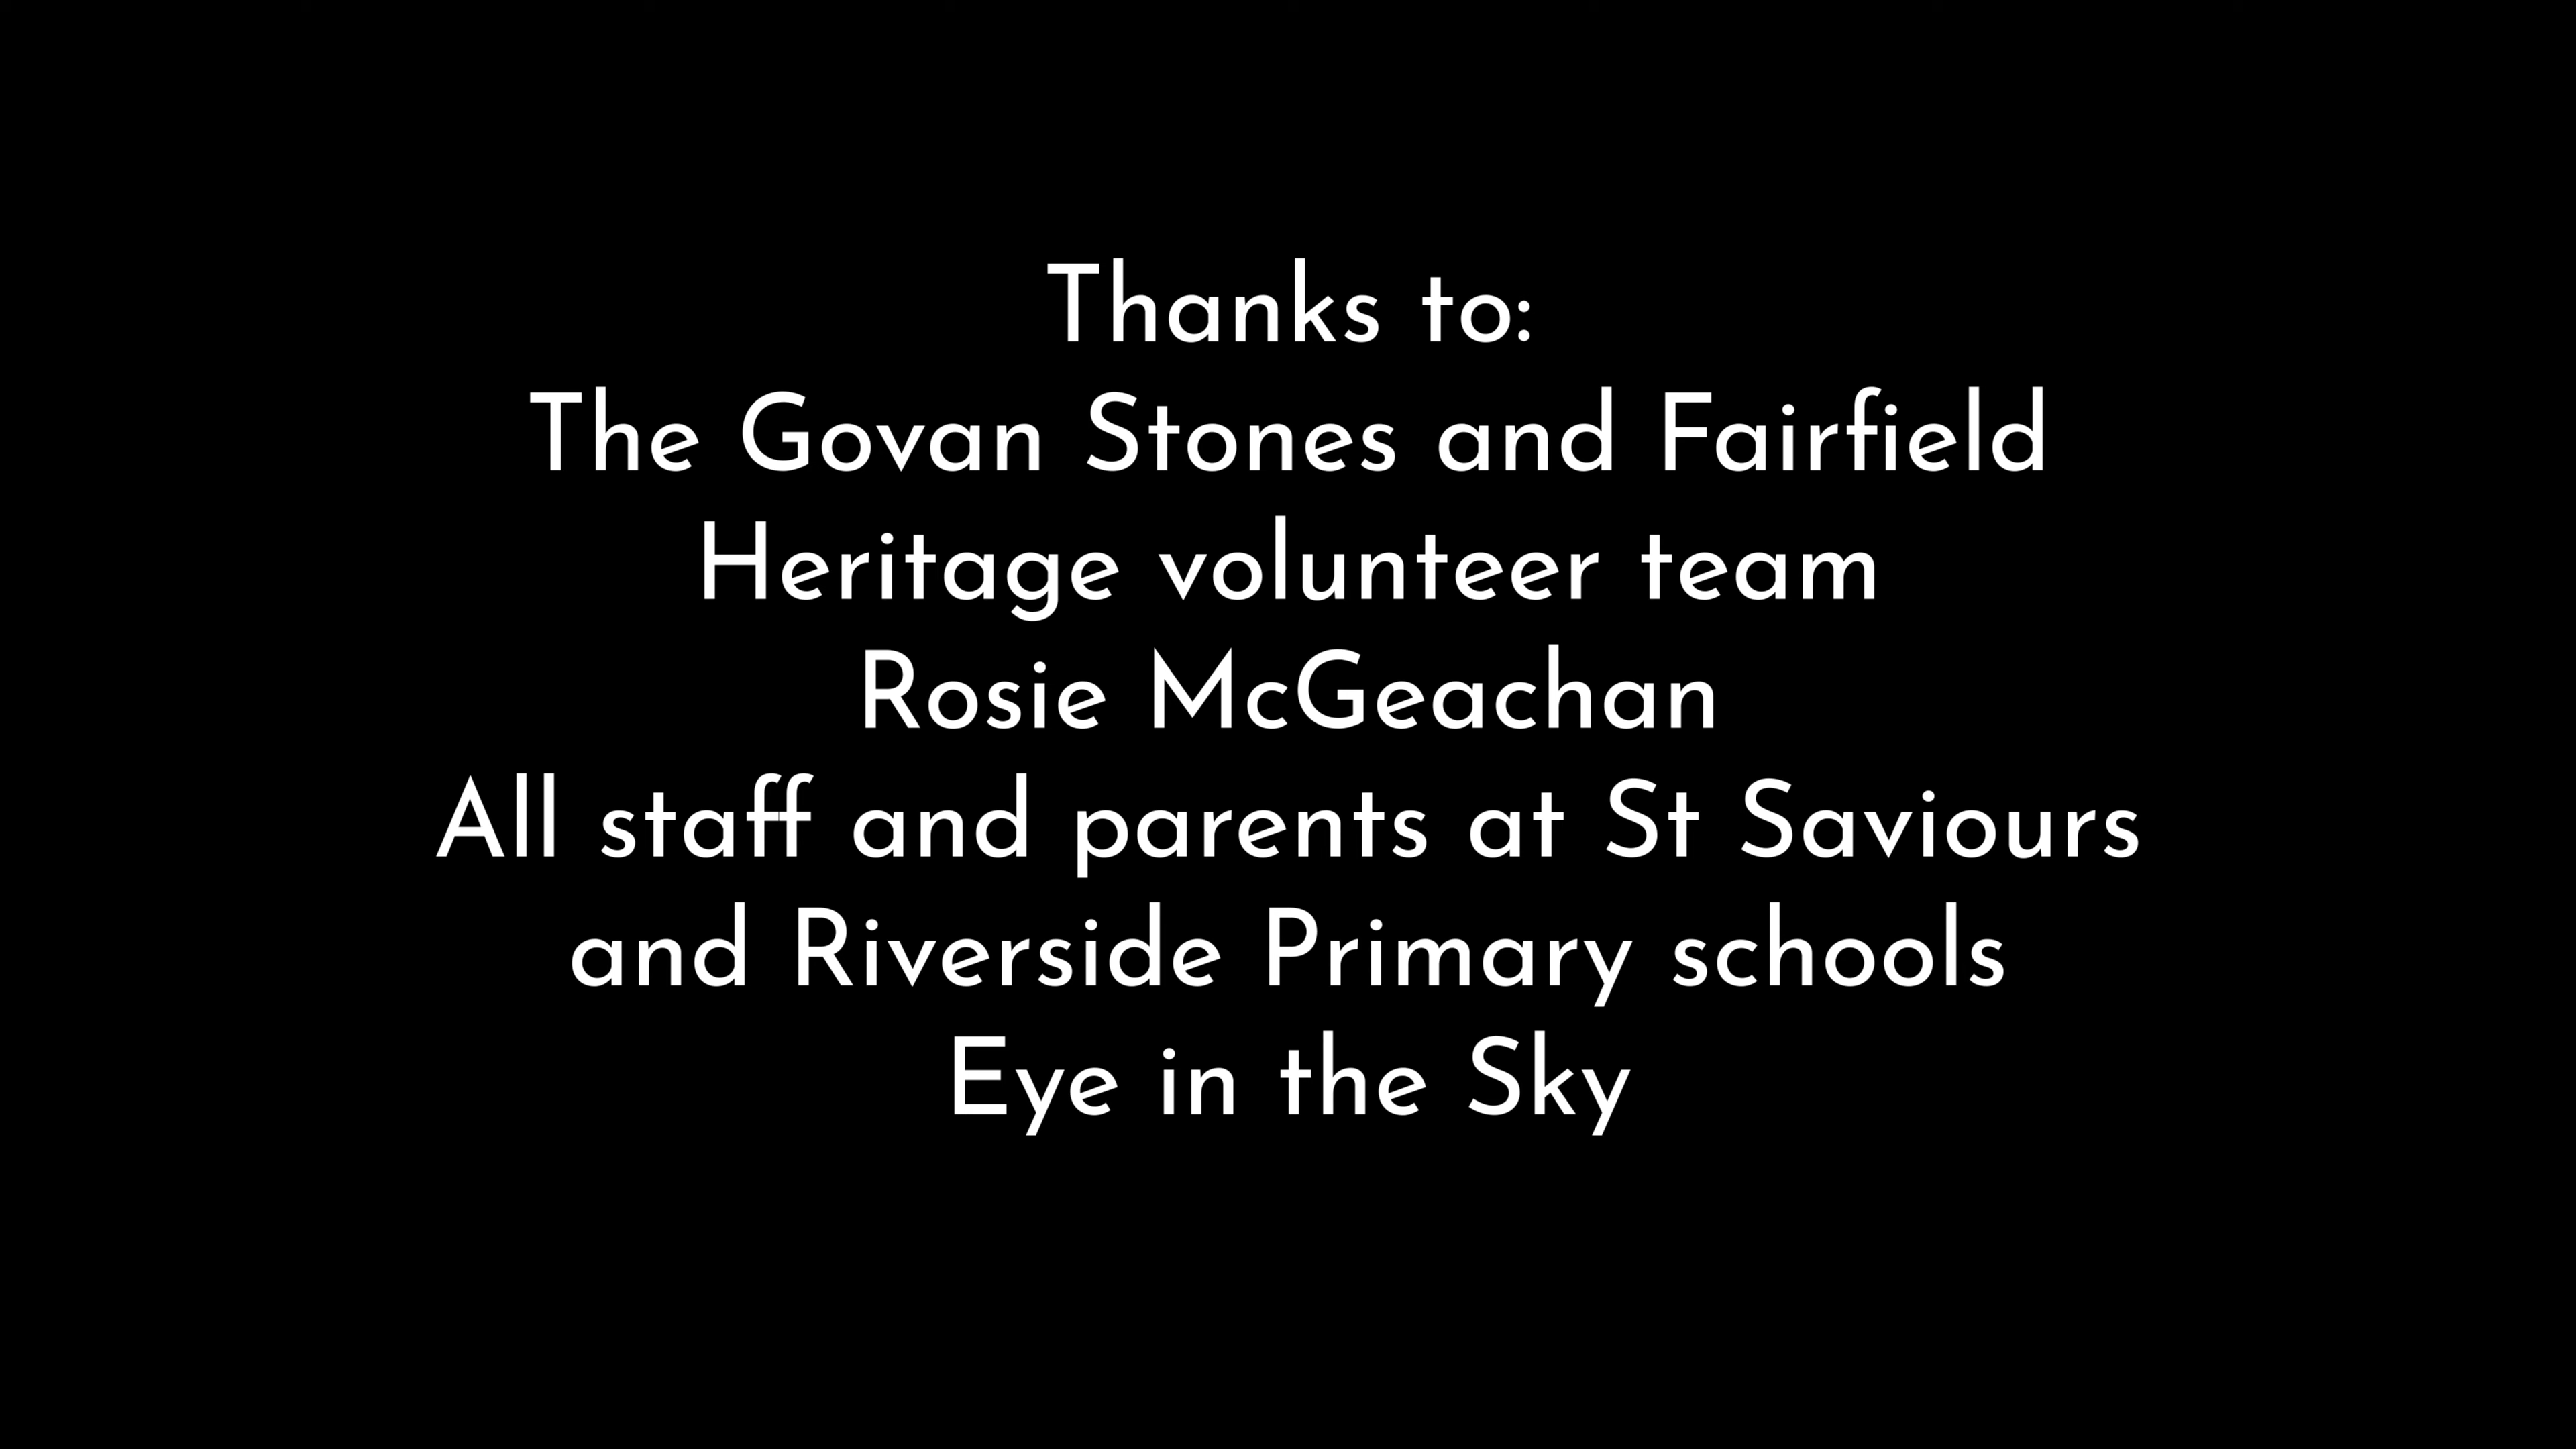 Thanks to:
The Govan Stones and Fairfield
Heritage volunteer team
Rosie McGeachan
All staff and parents at St Saviours
and Riverside Primary schools
Eye in the Sky